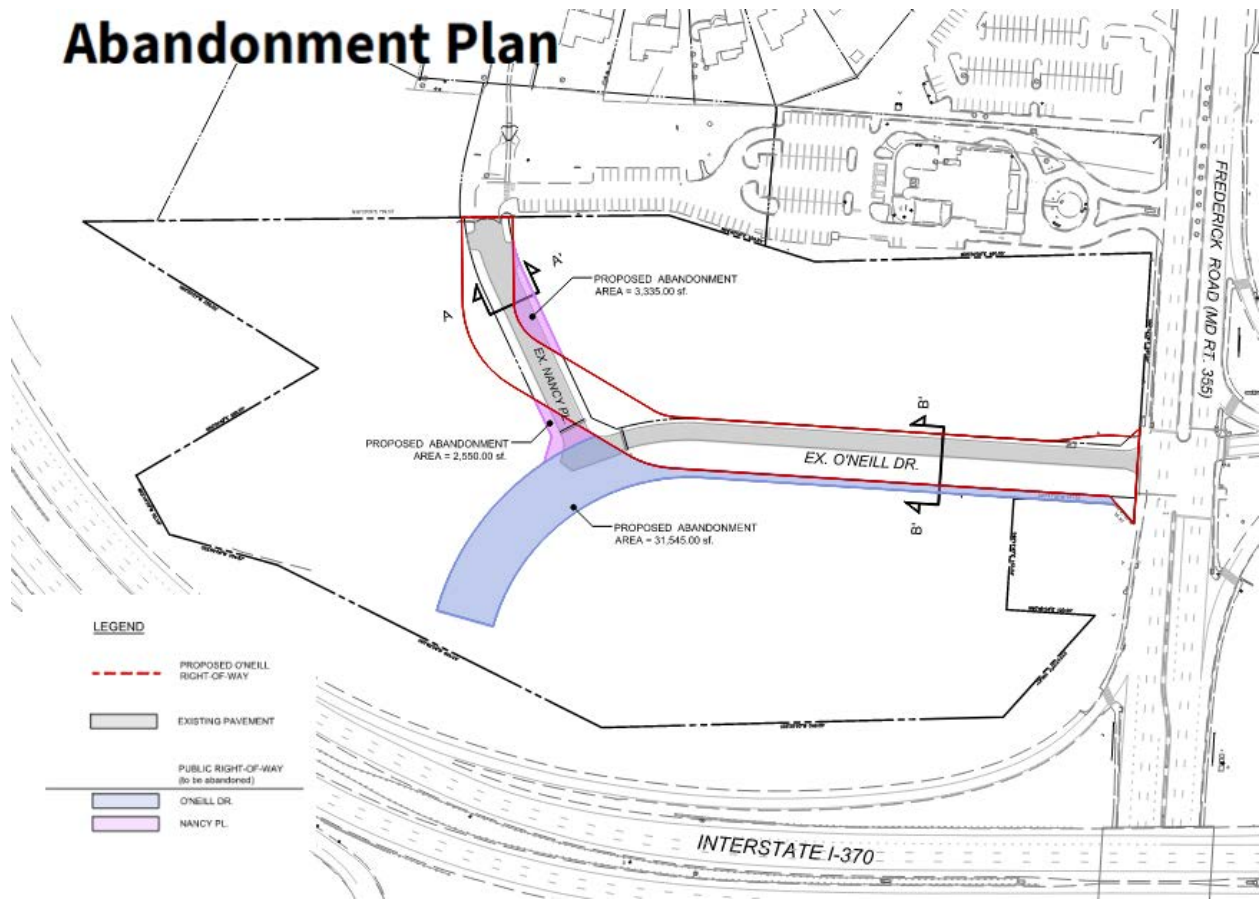 Abandonment Plan
FREDERICK ROAD (MD RT. 355)
A'
PROPOSED ABANDONMENT
AREA = 3,335.00 sf.
A
EX. NANCY PL.
B'
PROPOSED ABANDONMENT
AREA = 2,550.00 sf.
EX. O'NEILL DR.
B'
PROPOSED ABANDONMENT
AREA = 31,545.00 sf.
LEGEND
PROPOSED O'NEILL
RIGHT-OF-WAY
EXISTING PAVEMENT
PUBLIC RIGHT-OF-WAY
(to be abandoned)
O'NEILL DR.
NANCY PL.
INTERSTATE I-370